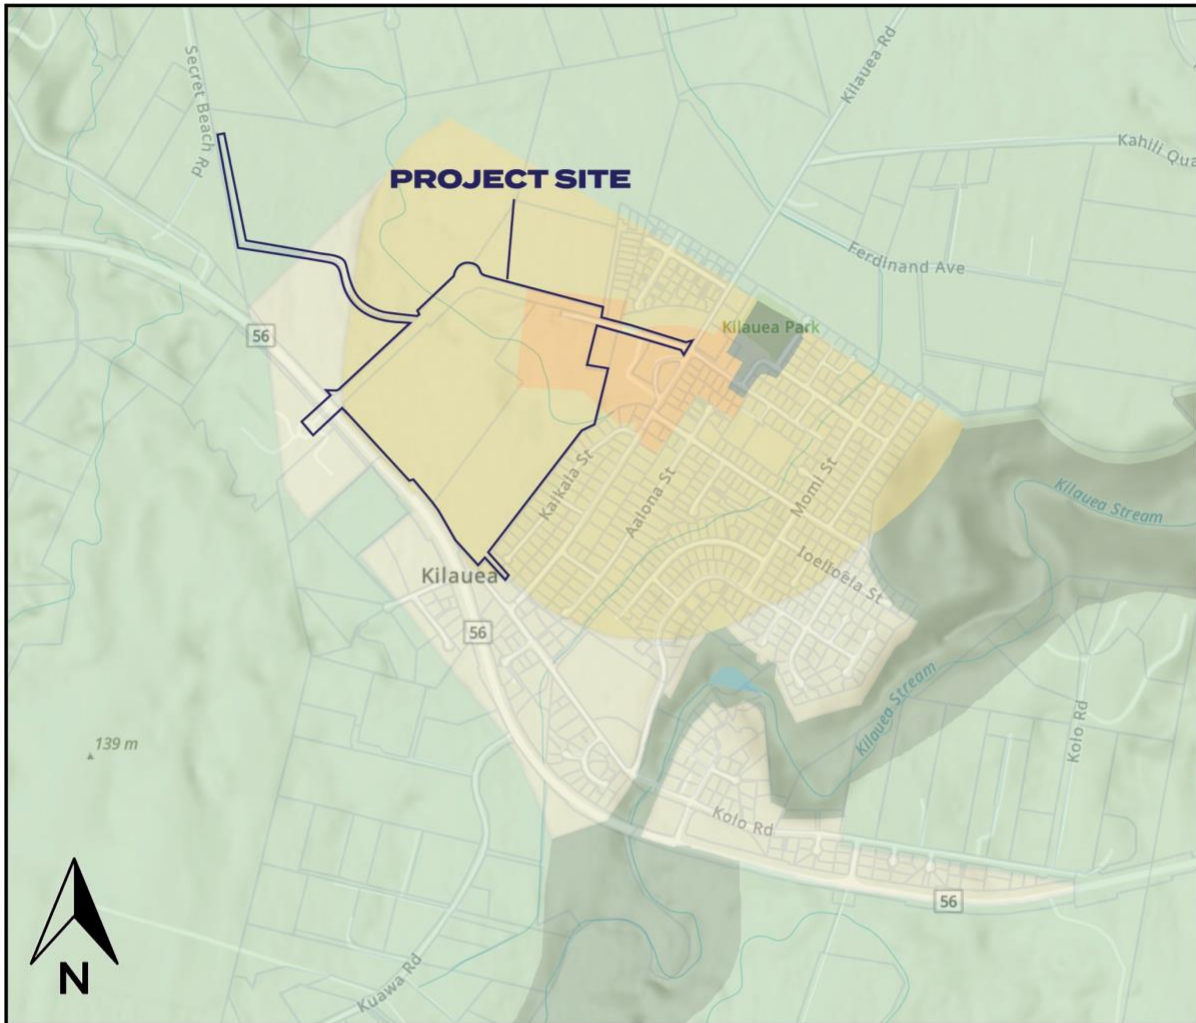 Secret Beach Rd
Kilauea Rd
Kahili Qua
PROJECT SITE
Ferdinand Ave
Kilauea Park
56
Kaikala St
Aalona St
Momi St
Kilauea Stream
Ioelloela St
Kilauea
56
Kilauea Stream
Kolo Rd
139 m
Kolo Rd
56
Kuawa Rd
N